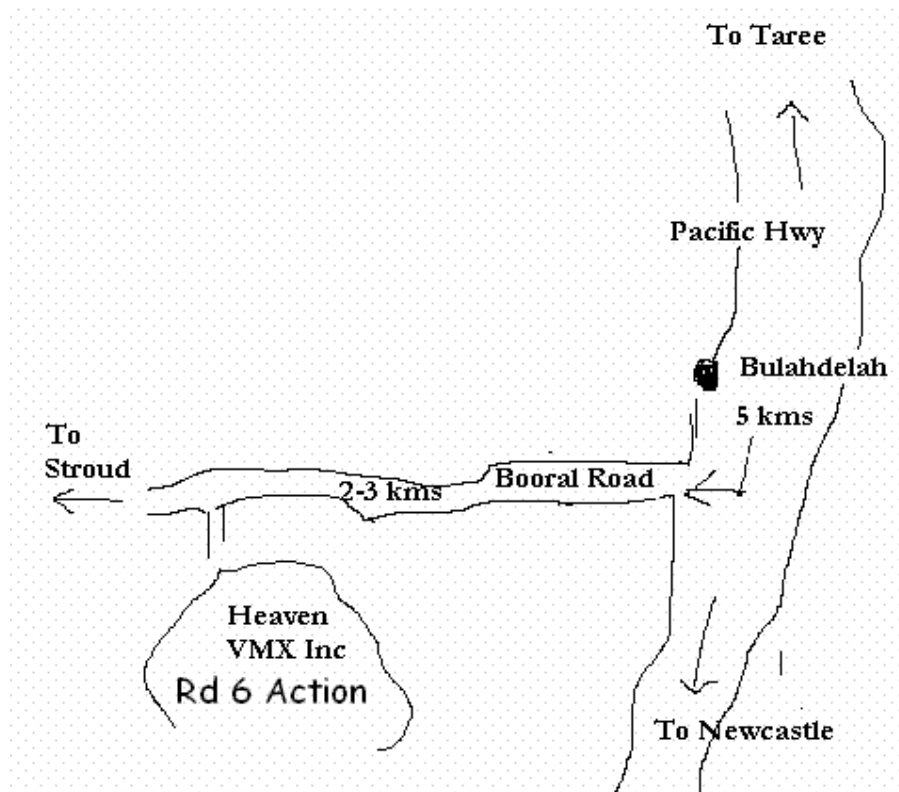 To Taree
Pacific Hwy
Bulahdelah
5 kms
To
Stroud
Booral Road
2-3 kms
Heaven
VMX Inc
Rd 6 Action
To Newcastle